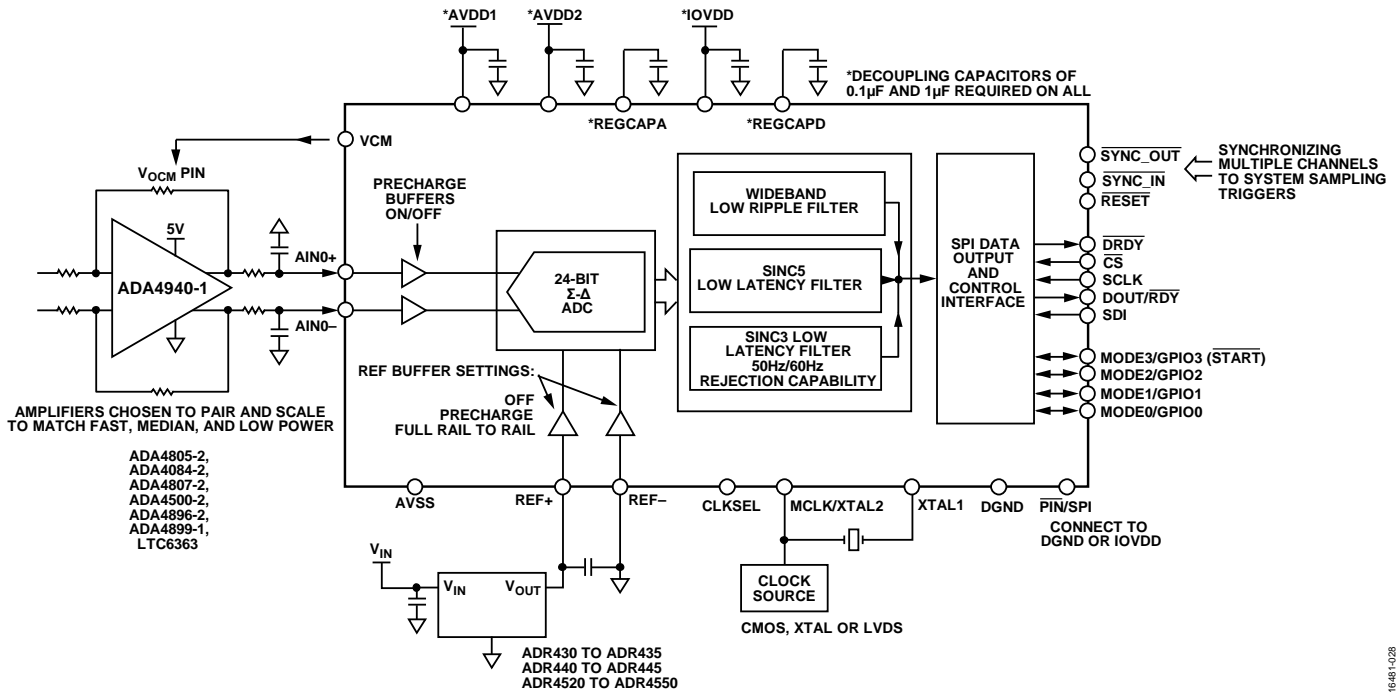 *AVDD1
*AVDD2
*IOVDD
*DECOUPLING CAPACITORS OF
0.1µF AND 1µF REQUIRED ON ALL
*REGCAPA
*REGCAPD
VCM
VOCM PIN
5V
ADA4940-1
AIN0+
AIN0–
AMPLIFIERS CHOSEN TO PAIR AND SCALE
TO MATCH FAST, MEDIAN, AND LOW POWER
ADA4805-2,
ADA4084-2,
ADA4807-2,
ADA4500-2,
ADA4896-2,
ADA4899-1,
LTC6363
PRECHARGE
BUFFERS
ON/OFF
24-BIT
Σ-Δ
ADC
REF BUFFER SETTINGS:
OFF
PRECHARGE
FULL RAIL TO RAIL
WIDEBAND
LOW RIPPLE FILTER
SINC5
LOW LATENCY FILTER
SINC3 LOW
LATENCY FILTER
50Hz/60Hz
REJECTION CAPABILITY
SPI DATA
OUTPUT
AND
CONTROL
INTERFACE
SYNC_OUT
SYNC_IN
RESET
SYNCHRONIZING
MULTIPLE CHANNELS
TO SYSTEM SAMPLING
TRIGGERS
DRDY
CS
SCLK
DOUT/RDY
SDI
MODE3/GPIO3 (START)
MODE2/GPIO2
MODE1/GPIO1
MODE0/GPIO0
AVSS
REF+
REF–
CLKSEL
MCLK/XTAL2
XTAL1
DGND
PIN/SPI
CONNECT TO
DGND OR IOVDD
VIN
VIN
VOUT
ADR430 TO ADR435
ADR440 TO ADR445
ADR4520 TO ADR4550
CLOCK
SOURCE
CMOS, XTAL OR LVDS
16481-028